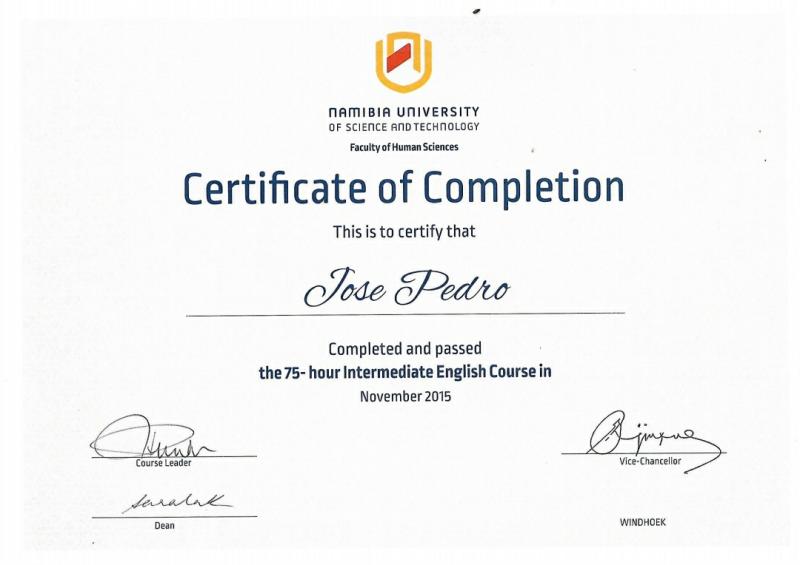 NAMIBIA UNIVERSITY
OF SCIENCE AND TECHNOLOGY
Faculty of Human Sciences
Certificate of Completion
This is to certify that
Jose Pedro
Completed and passed
the 75- hour Intermediate English Course in
November 2015
Course Leader
Vice-Chancellor
Dean
WINDHOEK